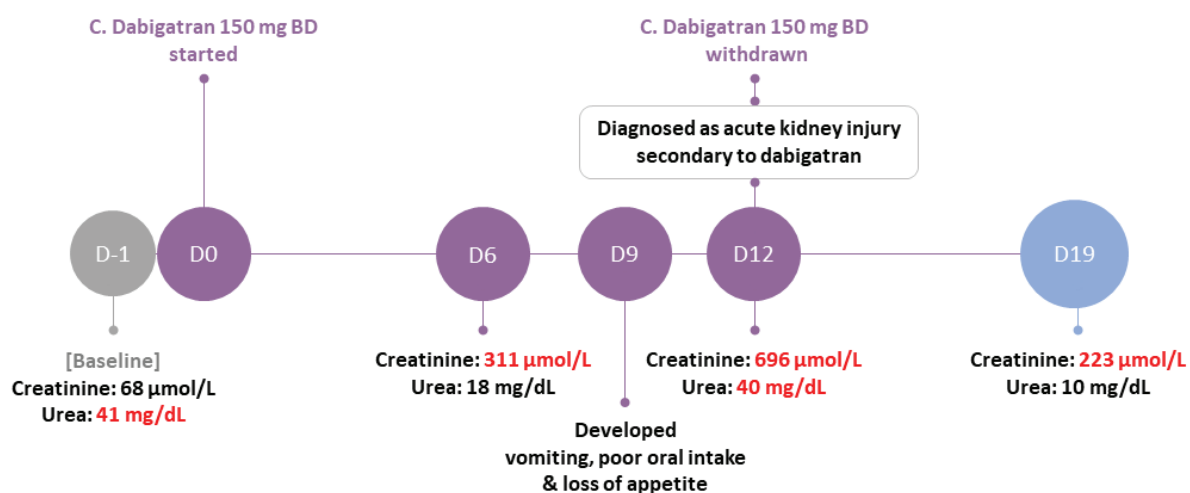 C. Dabigatran 150 mg BD
started
C. Dabigatran 150 mg BD
withdrawn
Diagnosed as acute kidney injury
secondary to dabigatran
D-1
D0
D6
D9
D12
D19
[Baseline]
Creatinine: 68 µmol/L
Urea: 41 mg/dL
Creatinine: 311 µmol/L
Urea: 18 mg/dL
Creatinine: 696 µmol/L
Urea: 40 mg/dL
Creatinine: 223 µmol/L
Urea: 10 mg/dL
Developed
vomiting, poor oral intake
& loss of appetite